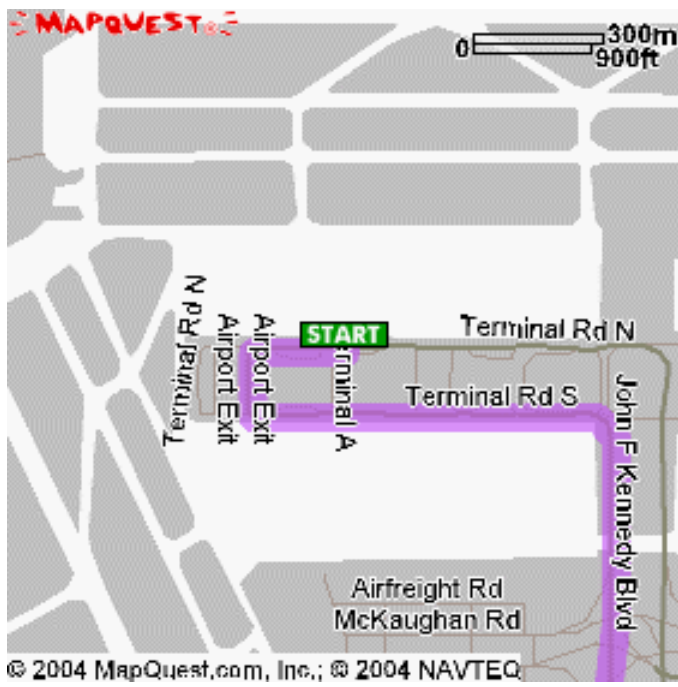 MAPQUEST®
300m
0
900ft
START
Terminal Rd N
Terminal Rd N
Airport Exit
Airport Exit
Terminal Rd S
John F Kennedy Blvd
Airfreight Rd
McKaughan Rd
© 2004 MapQuest.com, Inc.; © 2004 NAVTEQ